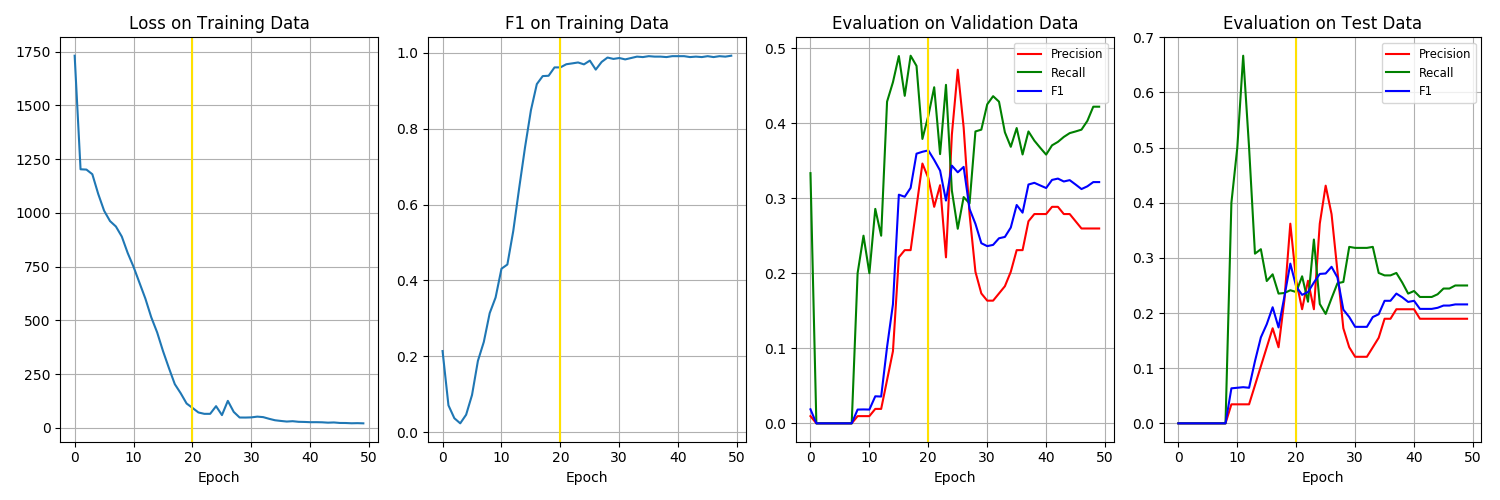 Loss on Training Data
1750
1500
1250
1000
750
500
250
0
0 10 20 30 40 50
Epoch
F1 on Training Data
1.0
0.8
0.6
0.4
0.2
0.0
0 10 20 30 40 50
Epoch
Evaluation on Validation Data
Precision
Recall
F1
0.5
0.4
0.3
0.2
0.1
0.0
0 10 20 30 40 50
Epoch
Evaluation on Test Data
Precision
Recall
F1
0.7
0.6
0.5
0.4
0.3
0.2
0.1
0.0
0 10 20 30 40 50
Epoch